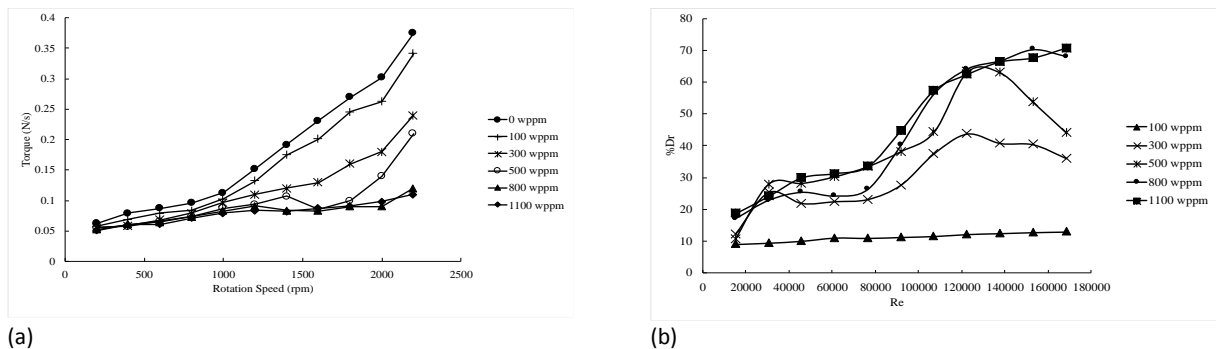 0.4
0.35
0.3
0.25
0.2
0.15
0.1
0.05
0
Torque (N/s)
0 500 1000 1500 2000 2500
Rotation Speed (rpm)
0 wppm
100 wppm
300 wppm
500 wppm
800 wppm
1100 wppm
(a)
80
70
60
50
40
30
20
10
0
%Dr
0 20000 40000 60000 80000 100000 120000 140000 160000 180000
Re
100 wppm
300 wppm
500 wppm
800 wppm
1100 wppm
(b)